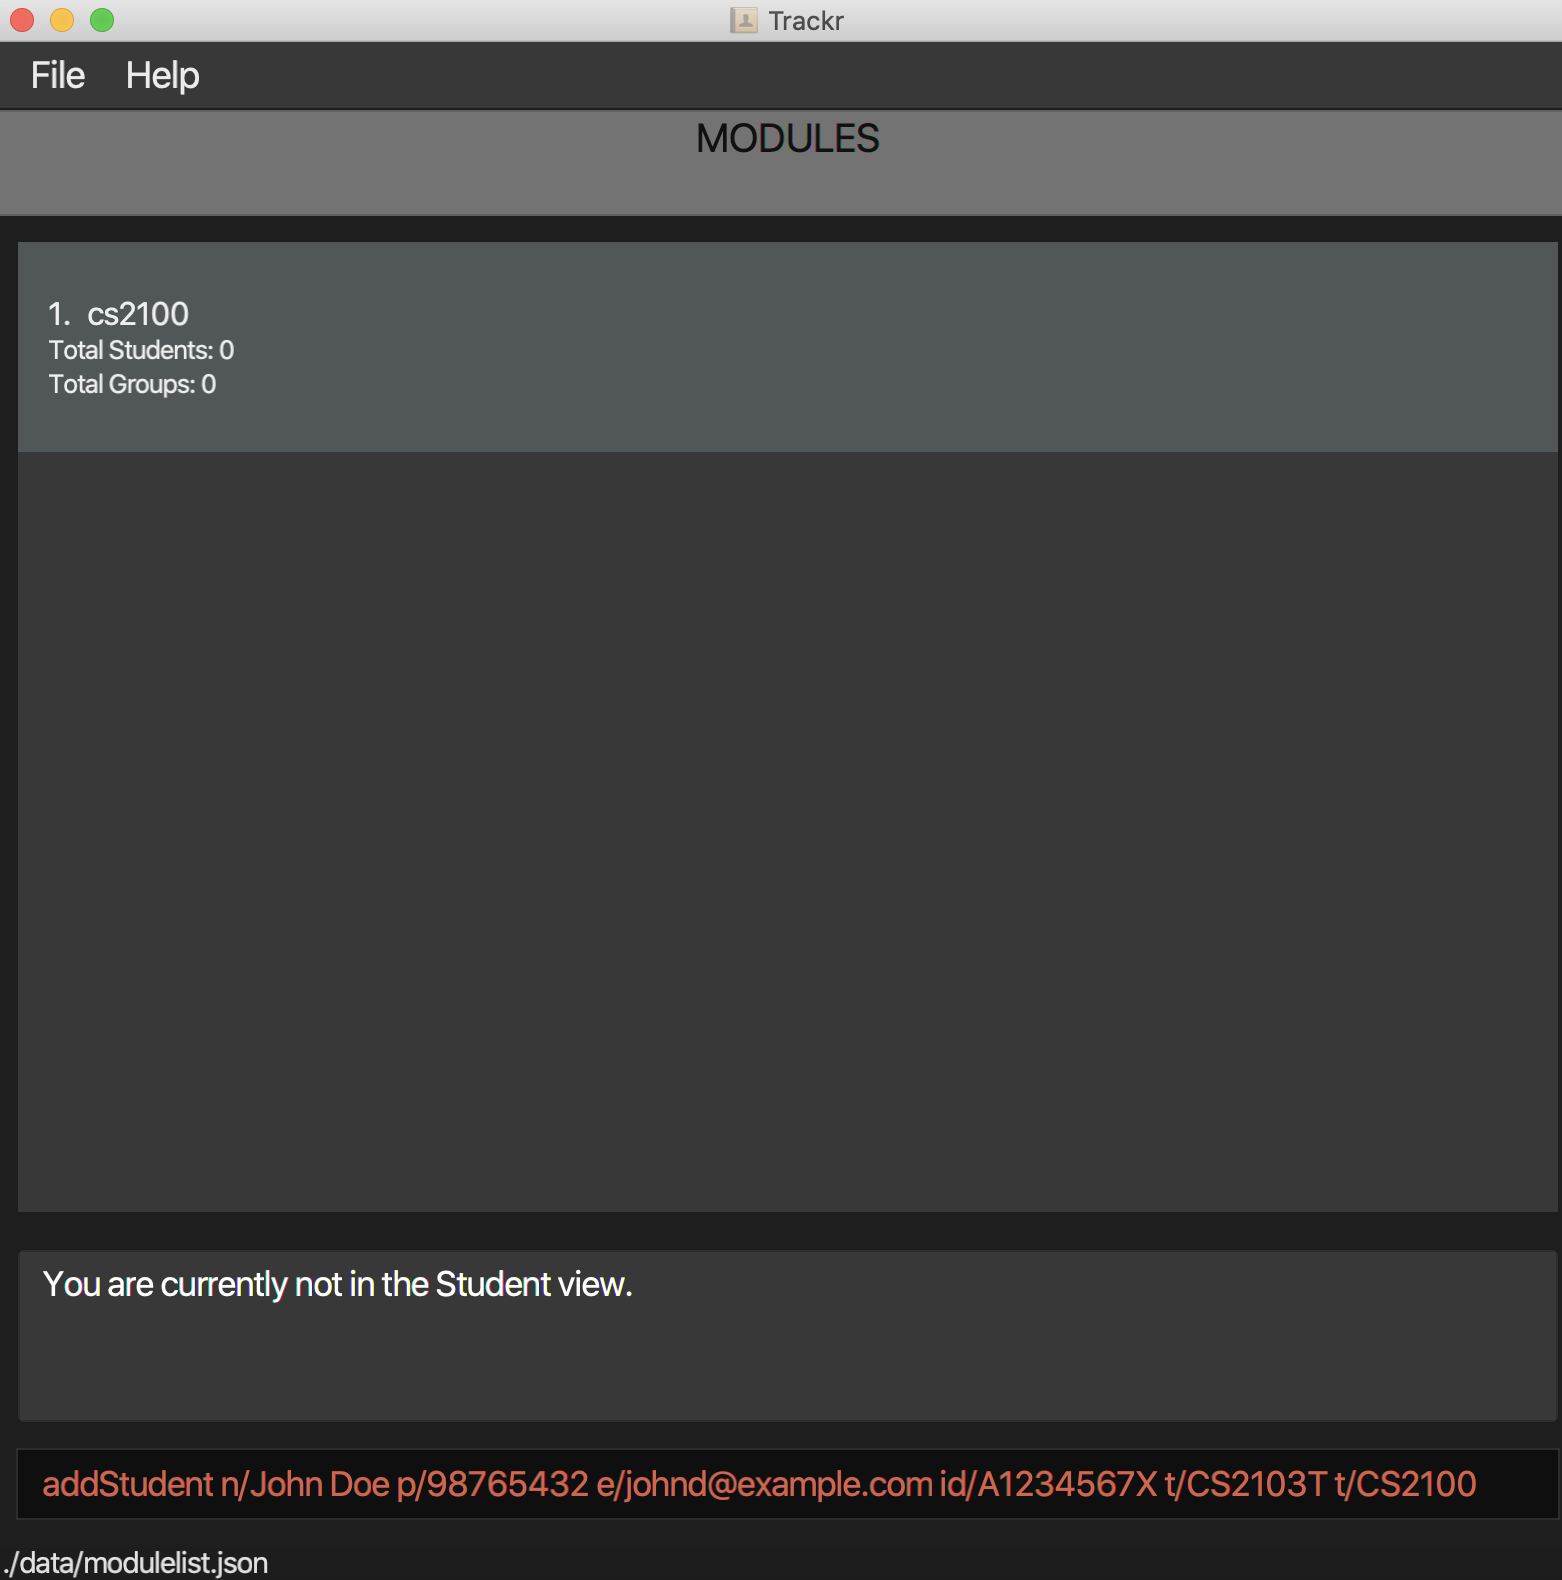 Trackr
File Help
MODULES
1. cs2100
Total Students: 0
Total Groups: 0
You are currently not in the Student view.
addStudent n/John Doe p/98765432 e/johnd@example.com id/A1234567X t/CS2103T t/CS2100
./data/modulelist.json